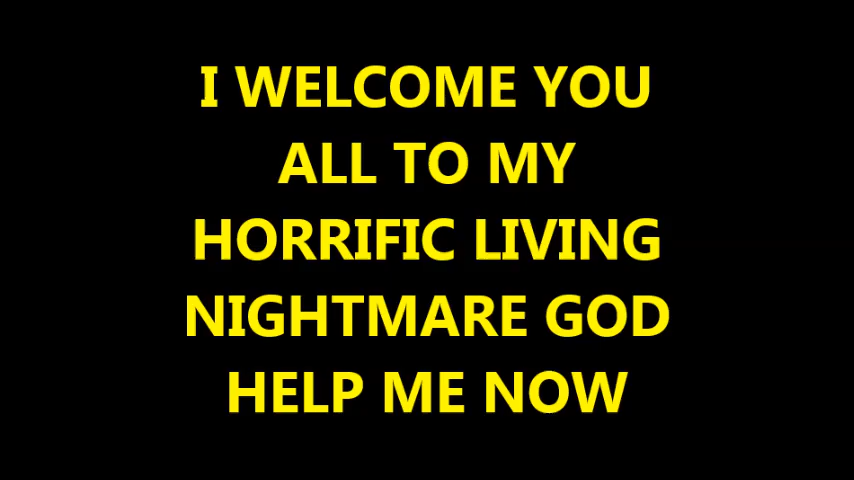 I WELCOME YOU
ALL TO MY
HORRIFIC LIVING
NIGHTMARE GOD
HELP ME NOW